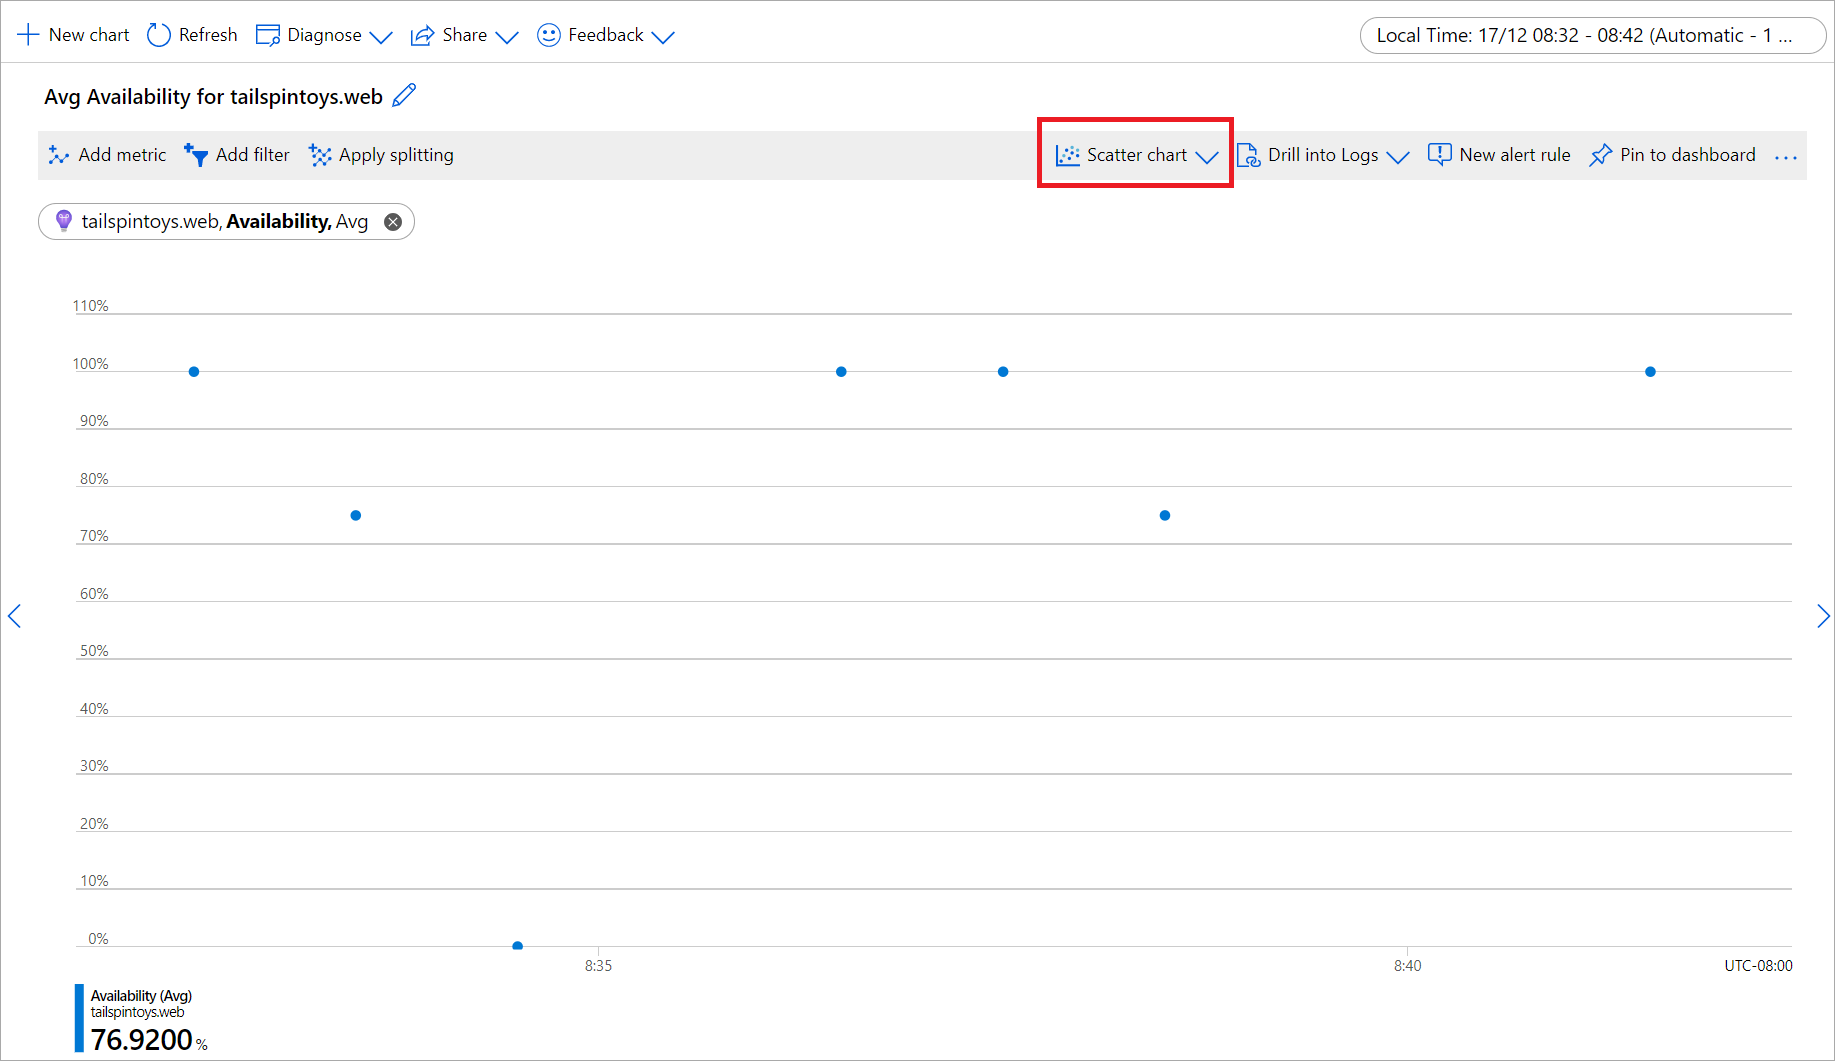 New chart Refresh Diagnose Share Feedback Local Time: 17/12 08:32 - 08:42 (Automatic - 1 ...
Avg Availability for tailspintoys.web
Add metric Add filter Apply splitting Scatter chart Drill into Logs New alert rule Pin to dashboard ...
tailspintoys.web, Availability, Avg
110%
100%
90%
80%
70%
60%
50%
40%
30%
20%
10%
0%
8:35 8:40 UTC-08:00
Availability (Avg)
tailspintoys.web
76.9200 %